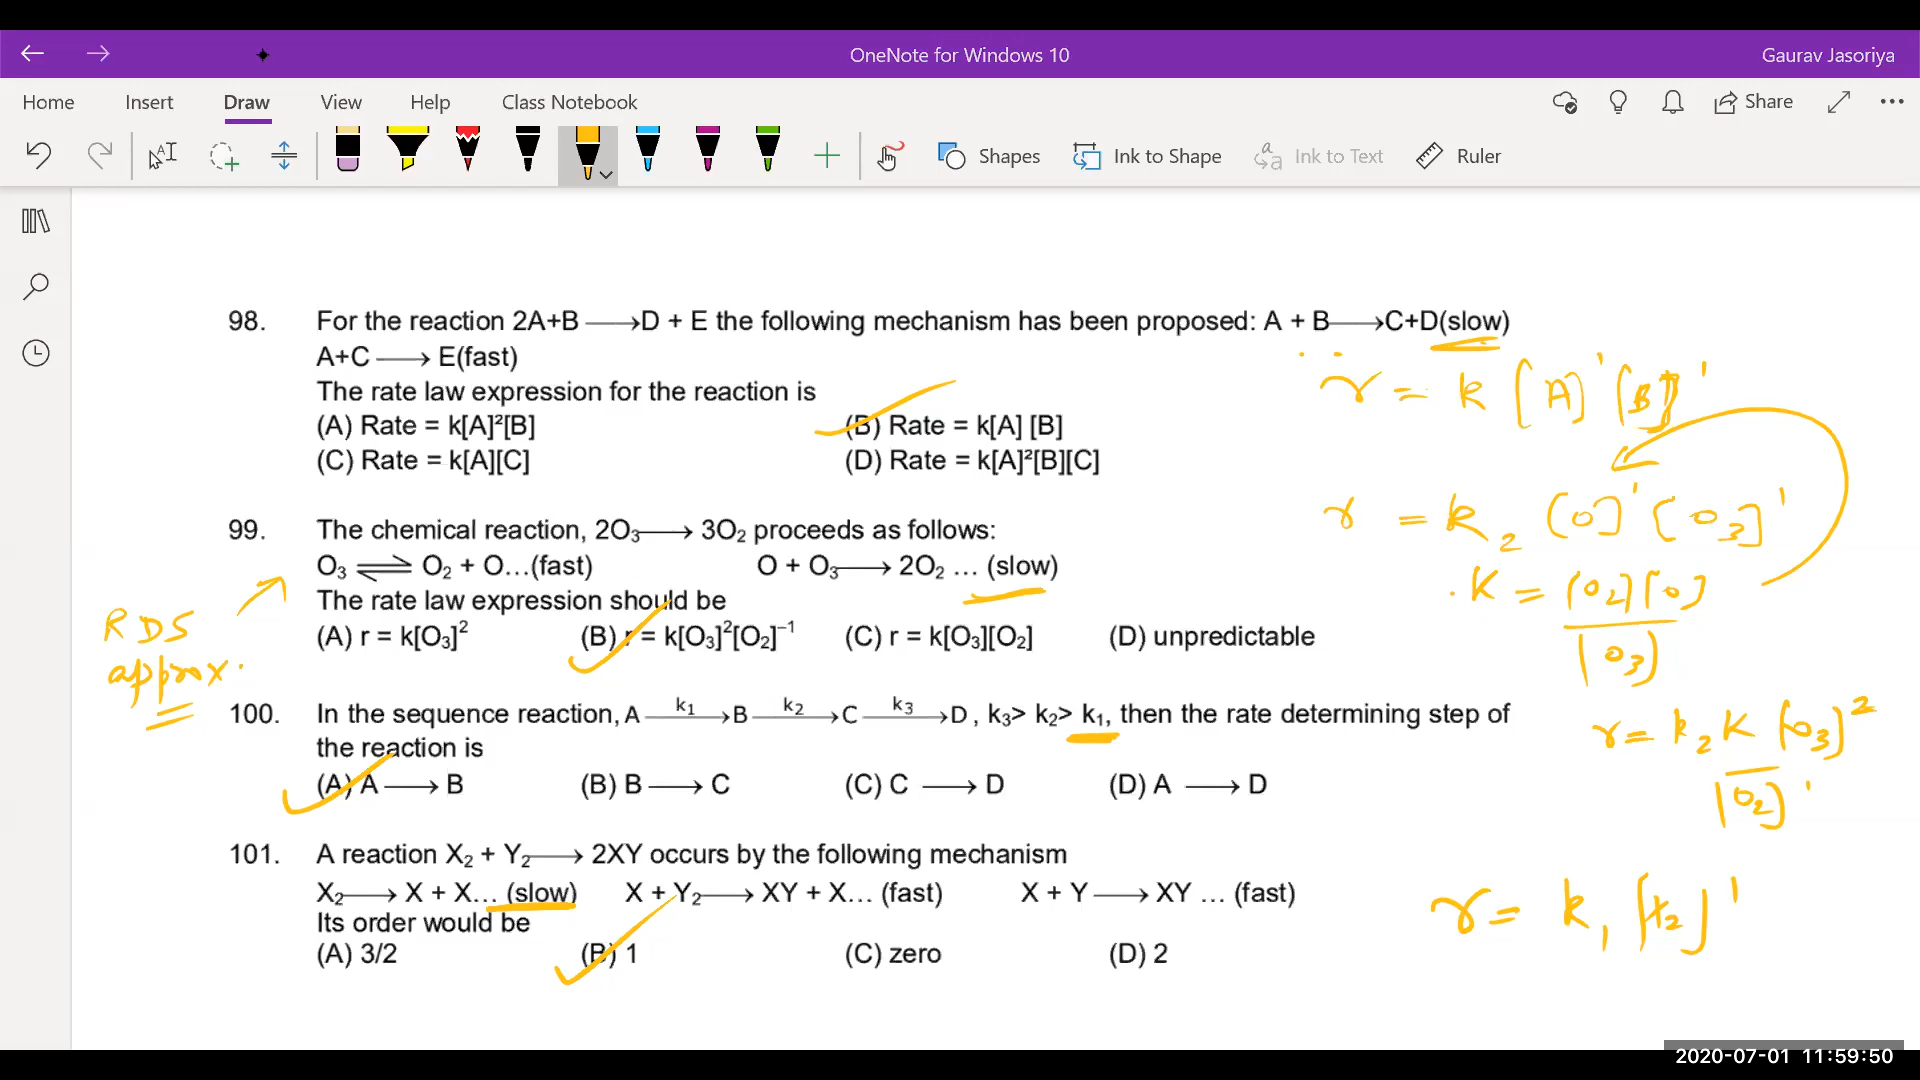 OneNote for Windows 10
Gaurav Jasoriya
Home Insert Draw View Help Class Notebook
Share
Shapes Ink to Shape Ink to Text Ruler
98. For the reaction 2A+B ⟶D + E the following mechanism has been proposed: A + B⟶C+D(slow)
A+C ⟶ E(fast)
The rate law expression for the reaction is
(A) Rate = k[A]²[B] (B) Rate = k[A] [B]
(C) Rate = k[A][C] (D) Rate = k[A]²[B][C]
r = k [A]' [B]'
99. The chemical reaction, 2O₃⟶ 3O₂ proceeds as follows:
O₃ ⇌ O₂ + O…(fast) O + O₃⟶ 2O₂ … (slow)
The rate law expression should be
(A) r = k[O₃]² (B) r = k[O₃]²[O₂]⁻¹ (C) r = k[O₃][O₂] (D) unpredictable
r = k₂ [O]' [O₃]'
K = [O₂][O]
[O₃]
RDS
approx.
r = k₂ K [O₃]²
[O₂]'
100. In the sequence reaction, A —k₁→B —k₂→C —k₃→D , k₃> k₂> k₁, then the rate determining step of
the reaction is
(A) A ⟶ B (B) B ⟶ C (C) C ⟶ D (D) A ⟶ D
101. A reaction X₂ + Y₂⟶ 2XY occurs by the following mechanism
X₂⟶ X + X… (slow) X + Y₂⟶ XY + X… (fast) X + Y ⟶ XY … (fast)
Its order would be
(A) 3/2 (B) 1 (C) zero (D) 2
r = k₁ [X₂]'
2020-07-01 11:59:50